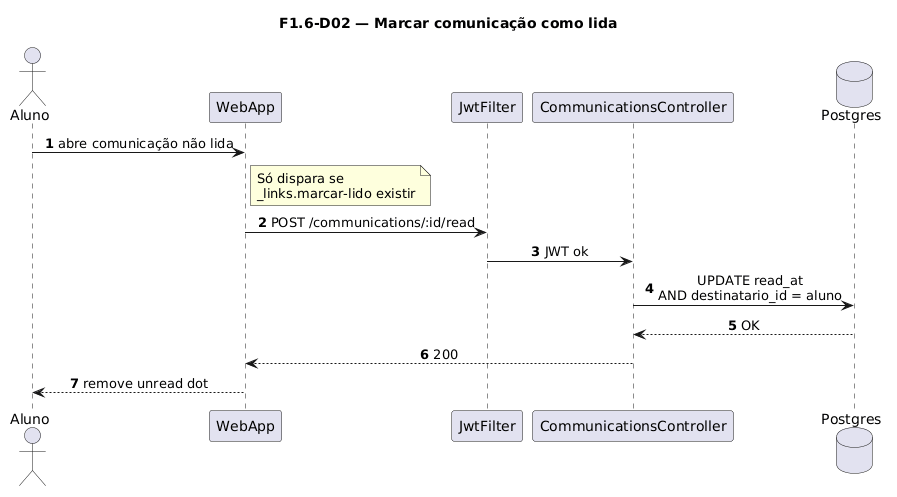 F1.6-D02 — Marcar comunicação como lida
Aluno
WebApp
JwtFilter
CommunicationsController
Postgres
1 abre comunicação não lida
Só dispara se
_links.marcar-lido existir
2 POST /communications/:id/read
3 JWT ok
4 UPDATE read_at
AND destinatario_id = aluno
5 OK
6 200
7 remove unread dot
Aluno
WebApp
JwtFilter
CommunicationsController
Postgres